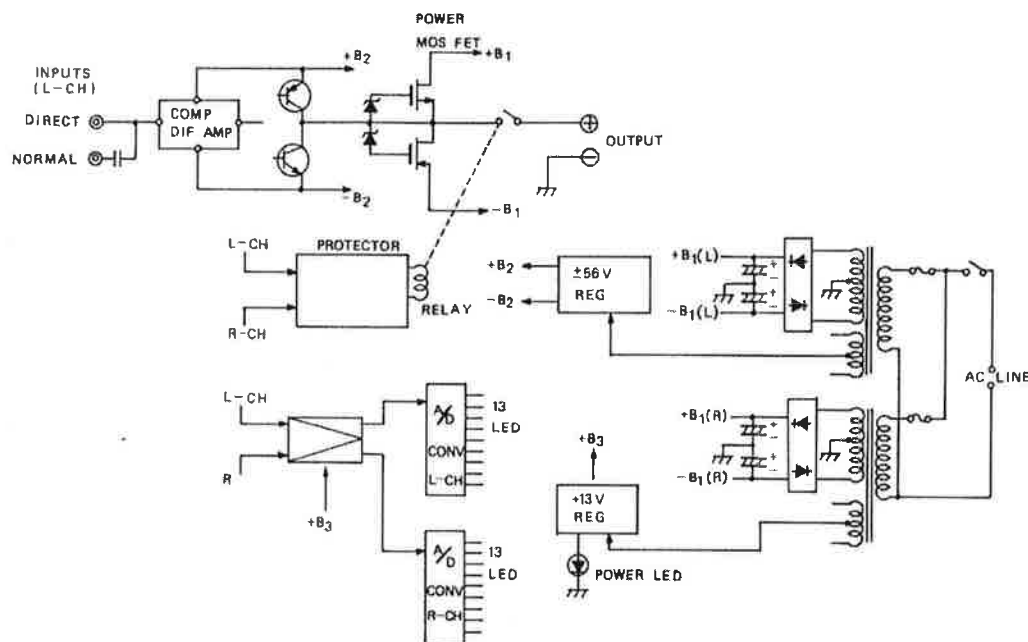 POWER
MOS FET
+B1
+B2
INPUTS
(L-CH)
DIRECT
NORMAL
COMP
DIF AMP
OUTPUT
+
−
−B2
−B1
L-CH
PROTECTOR
R-CH
RELAY
+B2
−B2
±56 V
REG
+B1(L)
−B1(L)
+
−
+
−
AC LINE
L-CH
R
+B3
A/D
CONV
L-CH
13
LED
A/D
CONV
R-CH
13
LED
+B3
+13 V
REG
POWER LED
+B1(R)
−B1(R)
+
−
+
−